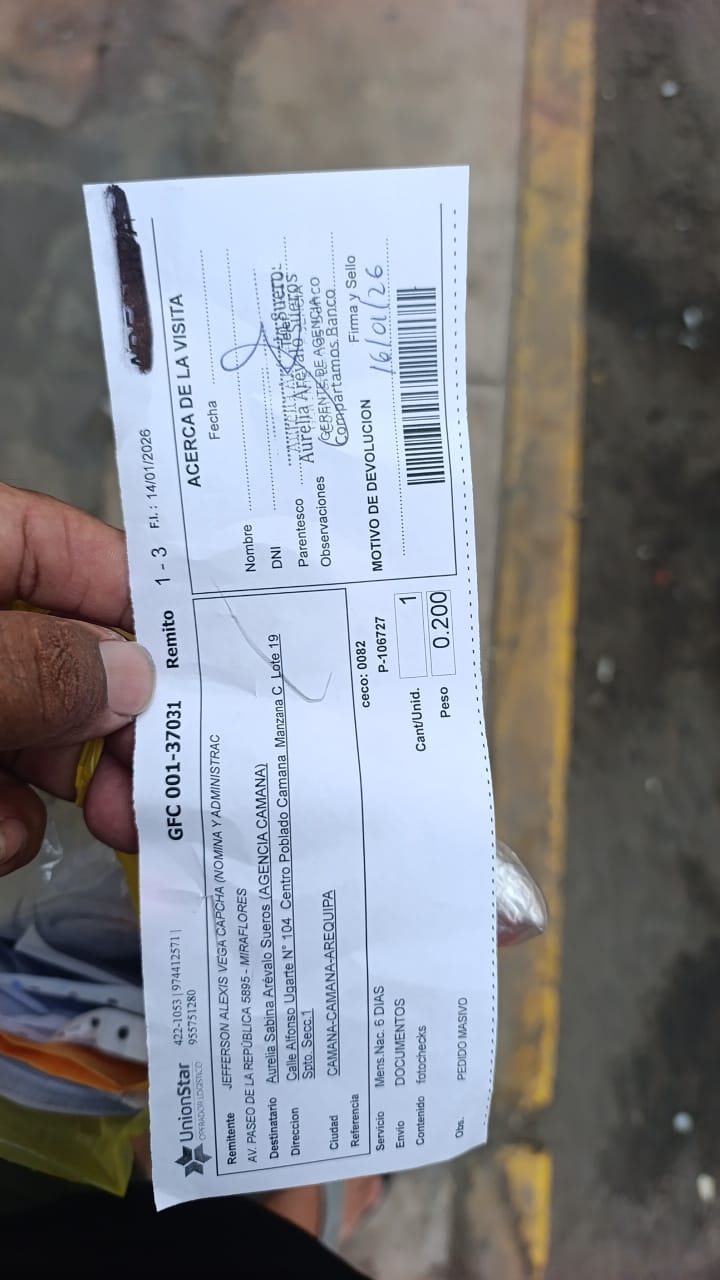 UnionStar
OPERADOR LOGISTICO
422-1053 | 974412571 |
955751280
GFC 001-37031
Remito 1 - 3 F.I.: 14/01/2026
Remitente JEFFERSON ALEXIS VEGA CAPCHA (NOMINA Y ADMINISTRAC
AV. PASEO DE LA REPÚBLICA 5895 - MIRAFLORES
Destinatario Aurelia Sabina Arévalo Sueros (AGENCIA CAMANA)
Direccion Calle Alfonso Ugarte N° 104 Centro Poblado Camana Manzana C Lote 19
Spto. Secc.1
Ciudad CAMANA-CAMANA-AREQUIPA
Referencia
ceco: 0082
Servicio Mens.Nac. 6 DIAS
P-106727
Envio DOCUMENTOS
Contenido fotochecks
Cant/Unid. 1
Peso 0.200
Obs. PEDIDO MASIVO
ACERCA DE LA VISITA
Fecha
Nombre
DNI
Parentesco
Aurelia Arévalo Sueros
Observaciones
GERENTE DE AGENCIA
Compartamos Banco
Firma y Sello
MOTIVO DE DEVOLUCION
16/01/26